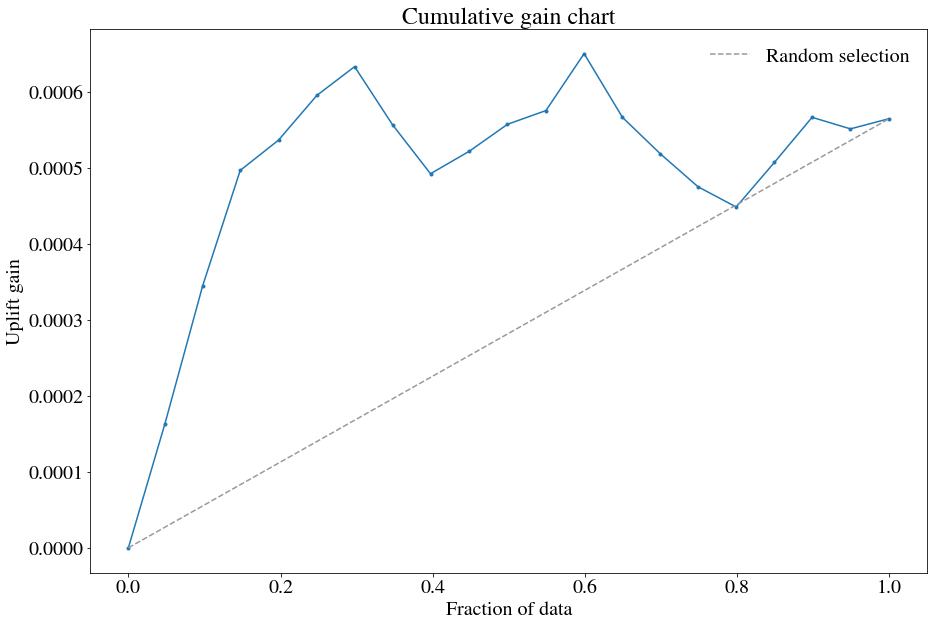 Cumulative gain chart
Random selection
Uplift gain
0.0006
0.0005
0.0004
0.0003
0.0002
0.0001
0.0000
0.0 0.2 0.4 0.6 0.8 1.0
Fraction of data